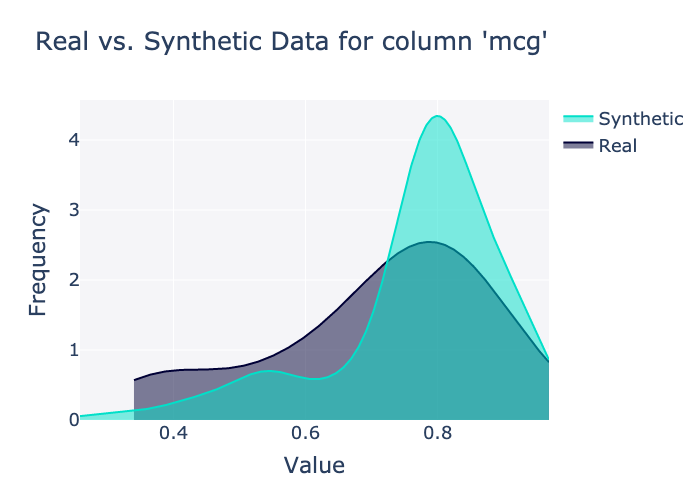 Real vs. Synthetic Data for column 'mcg'
Synthetic
Real
Frequency
4
3
2
1
0
0.4
0.6
0.8
Value